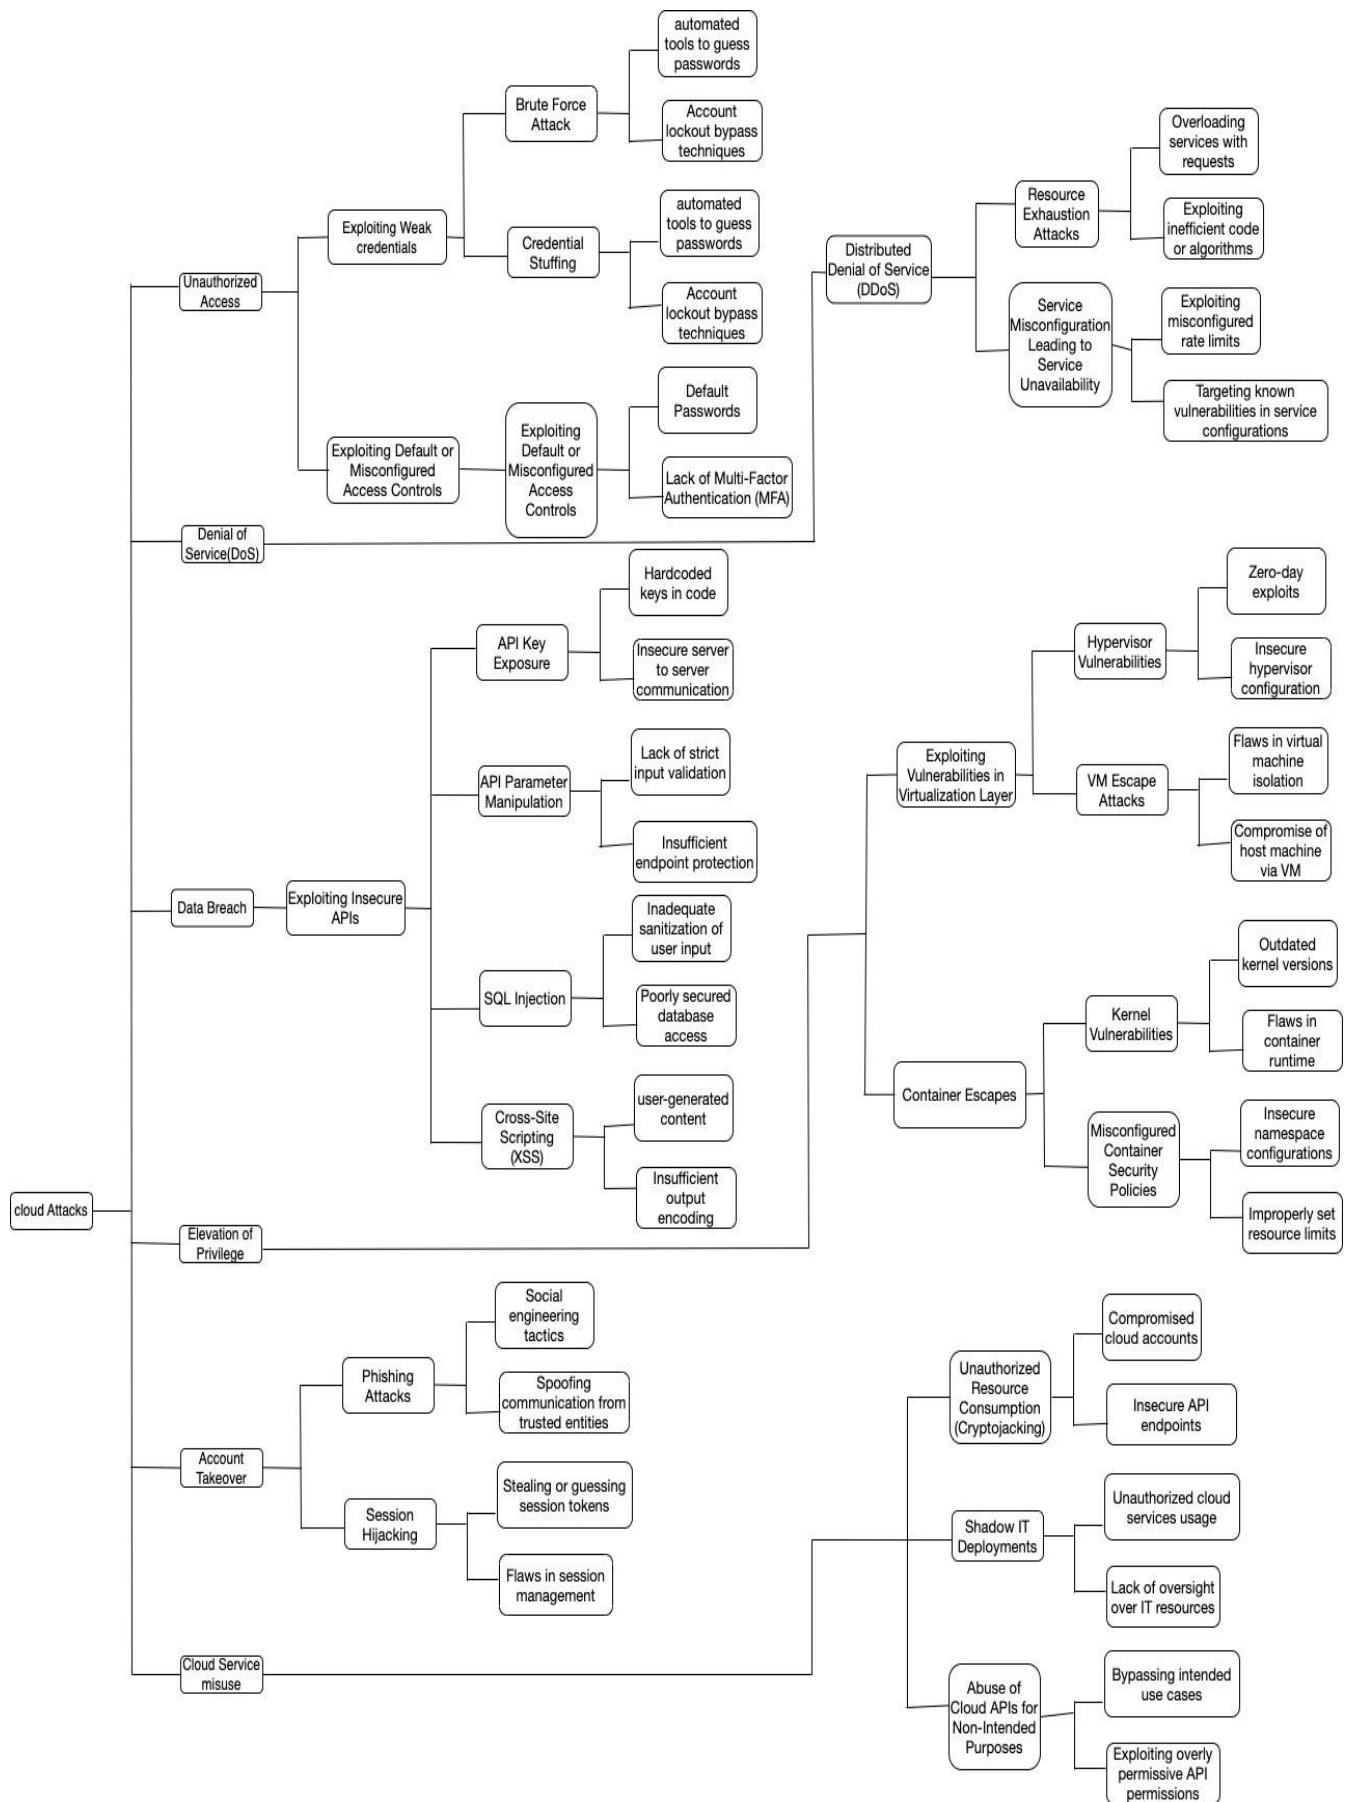 cloud Attacks
Unauthorized
Access
Exploiting Weak
credentials
Brute Force
Attack
automated
tools to guess
passwords
Account
lockout bypass
techniques
Credential
Stuffing
automated
tools to guess
passwords
Account
lockout bypass
techniques
Exploiting Default or
Misconfigured
Access Controls
Exploiting
Default or
Misconfigured
Access
Controls
Default
Passwords
Lack of Multi-Factor
Authentication (MFA)
Denial of
Service(DoS)
Distributed
Denial of Service
(DDoS)
Resource
Exhaustion
Attacks
Overloading
services with
requests
Exploiting
inefficient code
or algorithms
Service
Misconfiguration
Leading to
Service
Unavailability
Exploiting
misconfigured
rate limits
Targeting known
vulnerabilities in service
configurations
Data Breach
Exploiting Insecure
APIs
API Key
Exposure
Hardcoded
keys in code
Insecure server
to server
communication
API Parameter
Manipulation
Lack of strict
input validation
Insufficient
endpoint protection
SQL Injection
Inadequate
sanitization of
user input
Poorly secured
database
access
Cross-Site
Scripting
(XSS)
user-generated
content
Insufficient
output
encoding
Elevation of
Privilege
Exploiting
Vulnerabilities in
Virtualization Layer
Hypervisor
Vulnerabilities
Zero-day
exploits
Insecure
hypervisor
configuration
VM Escape
Attacks
Flaws in virtual
machine
isolation
Compromise of
host machine
via VM
Container Escapes
Kernel
Vulnerabilities
Outdated
kernel versions
Flaws in
container
runtime
Misconfigured
Container
Security
Policies
Insecure
namespace
configurations
Improperly set
resource limits
Account
Takeover
Phishing
Attacks
Social
engineering
tactics
Spoofing
communication from
trusted entities
Session
Hijacking
Stealing or guessing
session tokens
Flaws in session
management
Cloud Service
misuse
Unauthorized
Resource
Consumption
(Cryptojacking)
Compromised
cloud accounts
Insecure API
endpoints
Shadow IT
Deployments
Unauthorized cloud
services usage
Lack of oversight
over IT resources
Abuse of
Cloud APIs for
Non-Intended
Purposes
Bypassing intended
use cases
Exploiting overly
permissive API
permissions